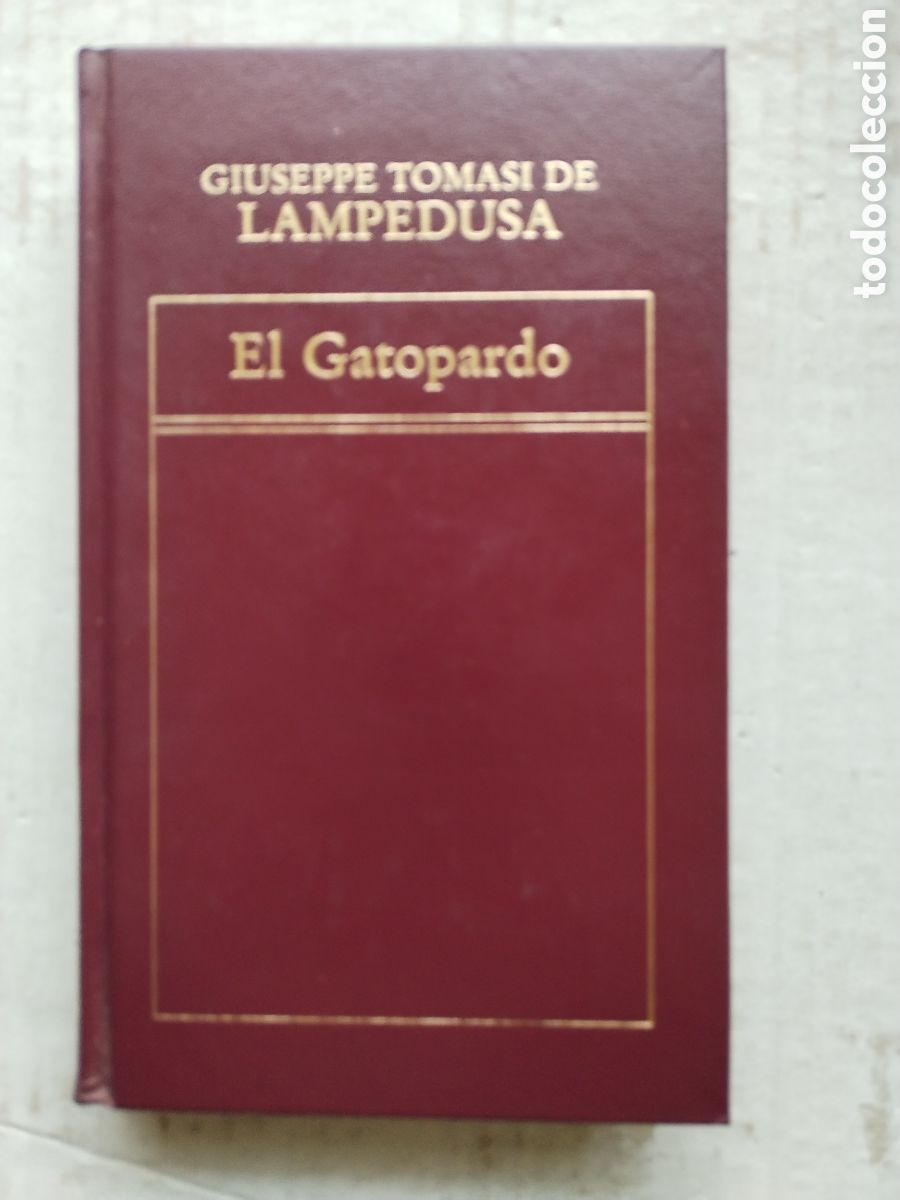 GIUSEPPE TOMASI DE
LAMPEDUSA
El Gatopardo
todocoleccion